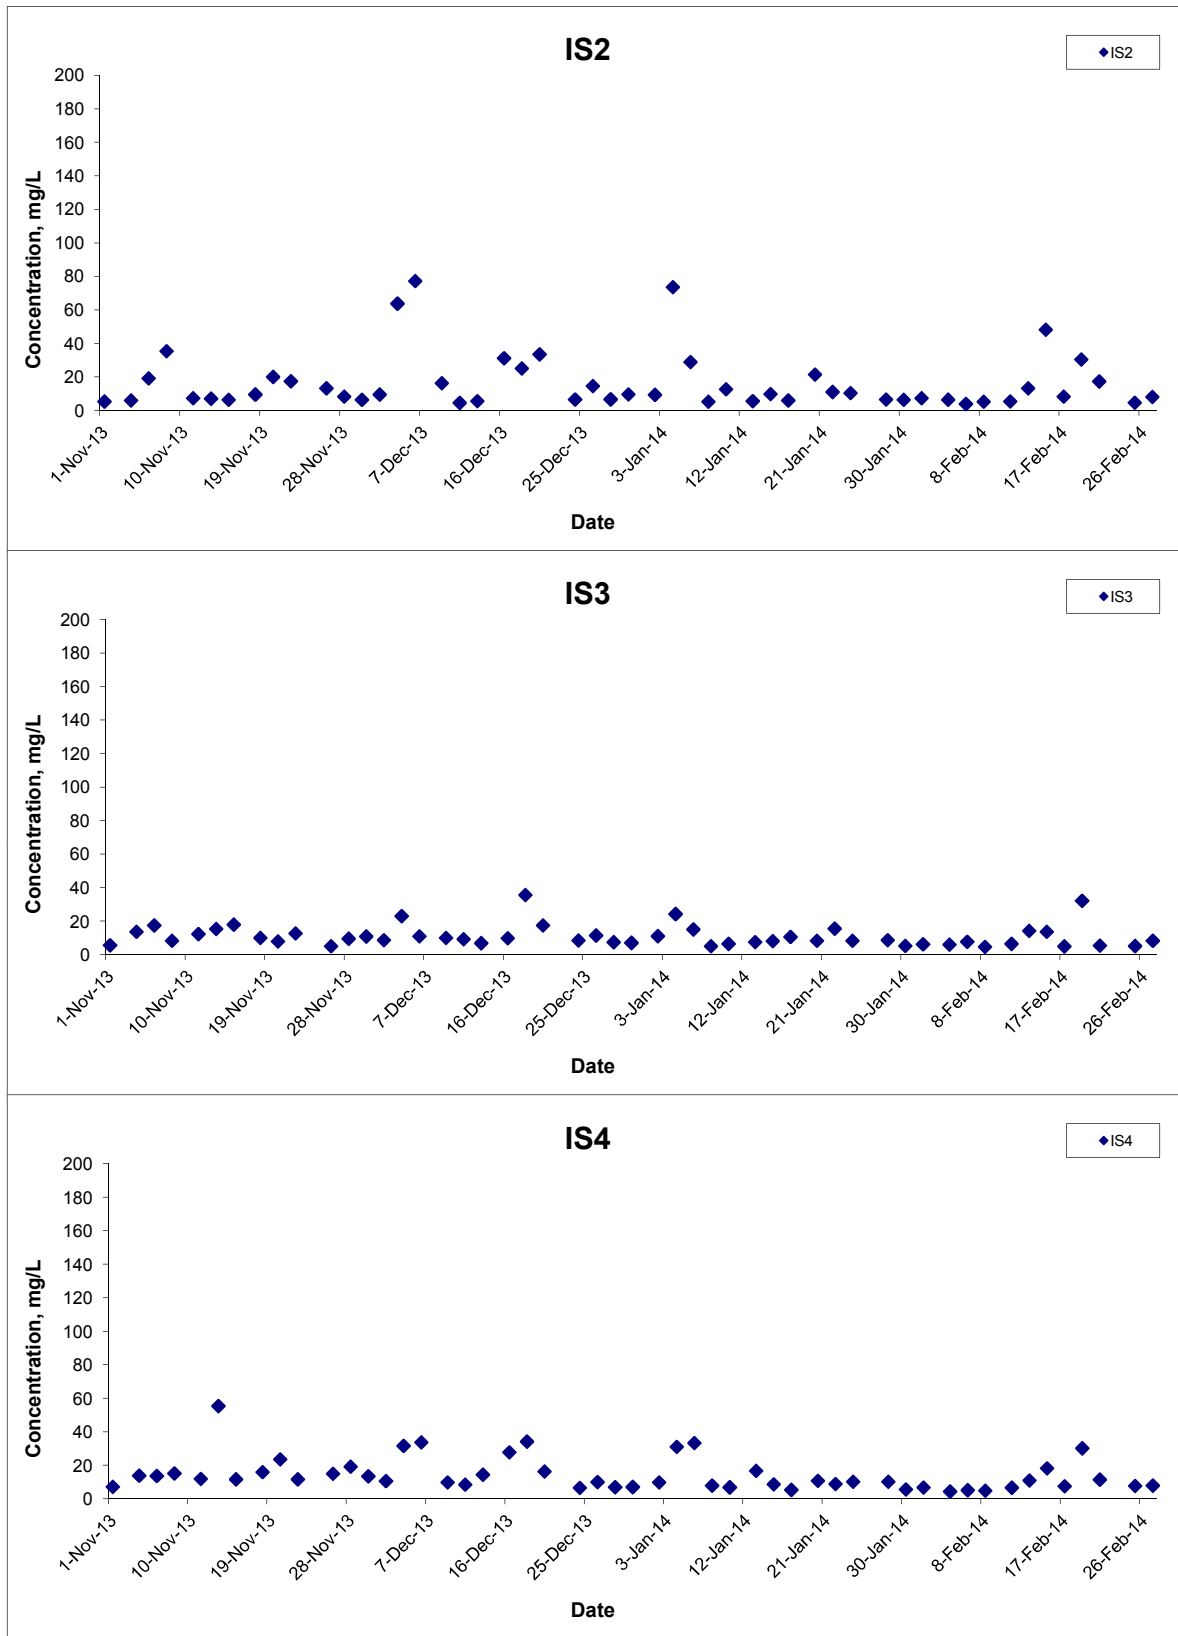 IS2
IS2
200
180
160
140
120
100
80
60
40
20
0
Concentration, mg/L
1-Nov-13
10-Nov-13
19-Nov-13
28-Nov-13
7-Dec-13
16-Dec-13
25-Dec-13
3-Jan-14
12-Jan-14
21-Jan-14
30-Jan-14
8-Feb-14
17-Feb-14
26-Feb-14
Date
IS3
IS3
200
180
160
140
120
100
80
60
40
20
0
Concentration, mg/L
1-Nov-13
10-Nov-13
19-Nov-13
28-Nov-13
7-Dec-13
16-Dec-13
25-Dec-13
3-Jan-14
12-Jan-14
21-Jan-14
30-Jan-14
8-Feb-14
17-Feb-14
26-Feb-14
Date
IS4
IS4
200
180
160
140
120
100
80
60
40
20
0
Concentration, mg/L
1-Nov-13
10-Nov-13
19-Nov-13
28-Nov-13
7-Dec-13
16-Dec-13
25-Dec-13
3-Jan-14
12-Jan-14
21-Jan-14
30-Jan-14
8-Feb-14
17-Feb-14
26-Feb-14
Date